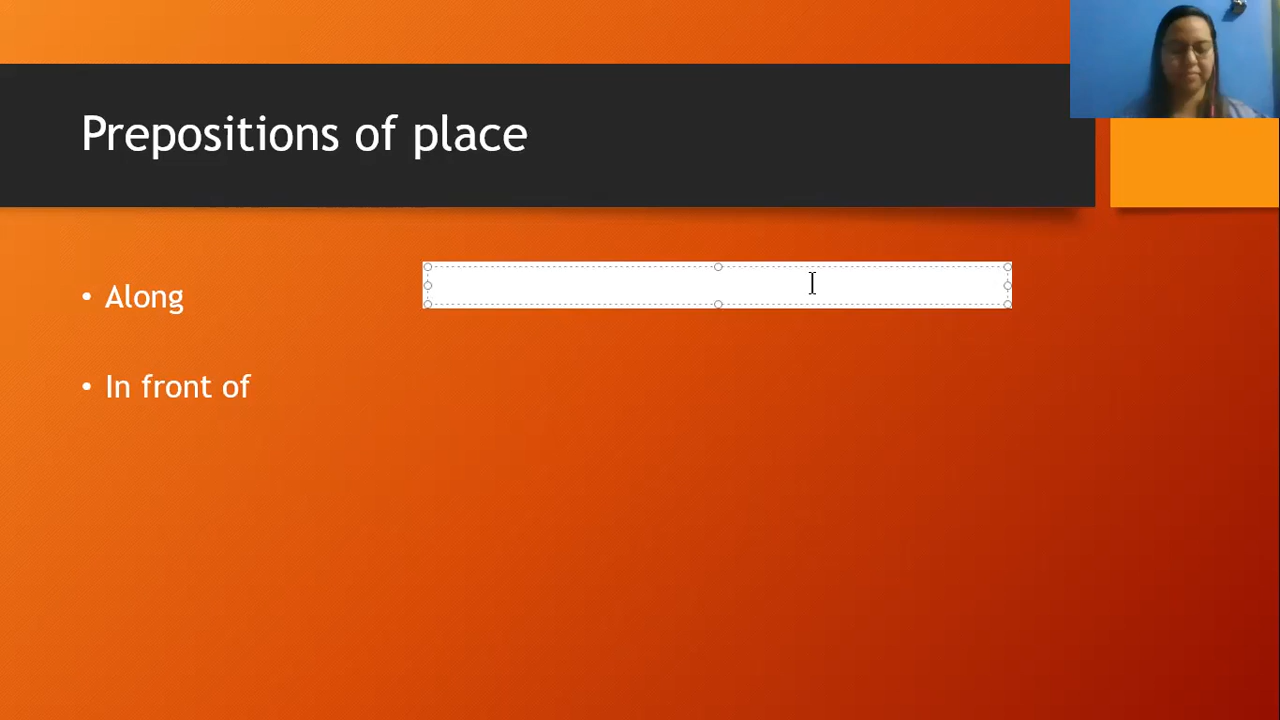 Prepositions of place
• Along
• In front of